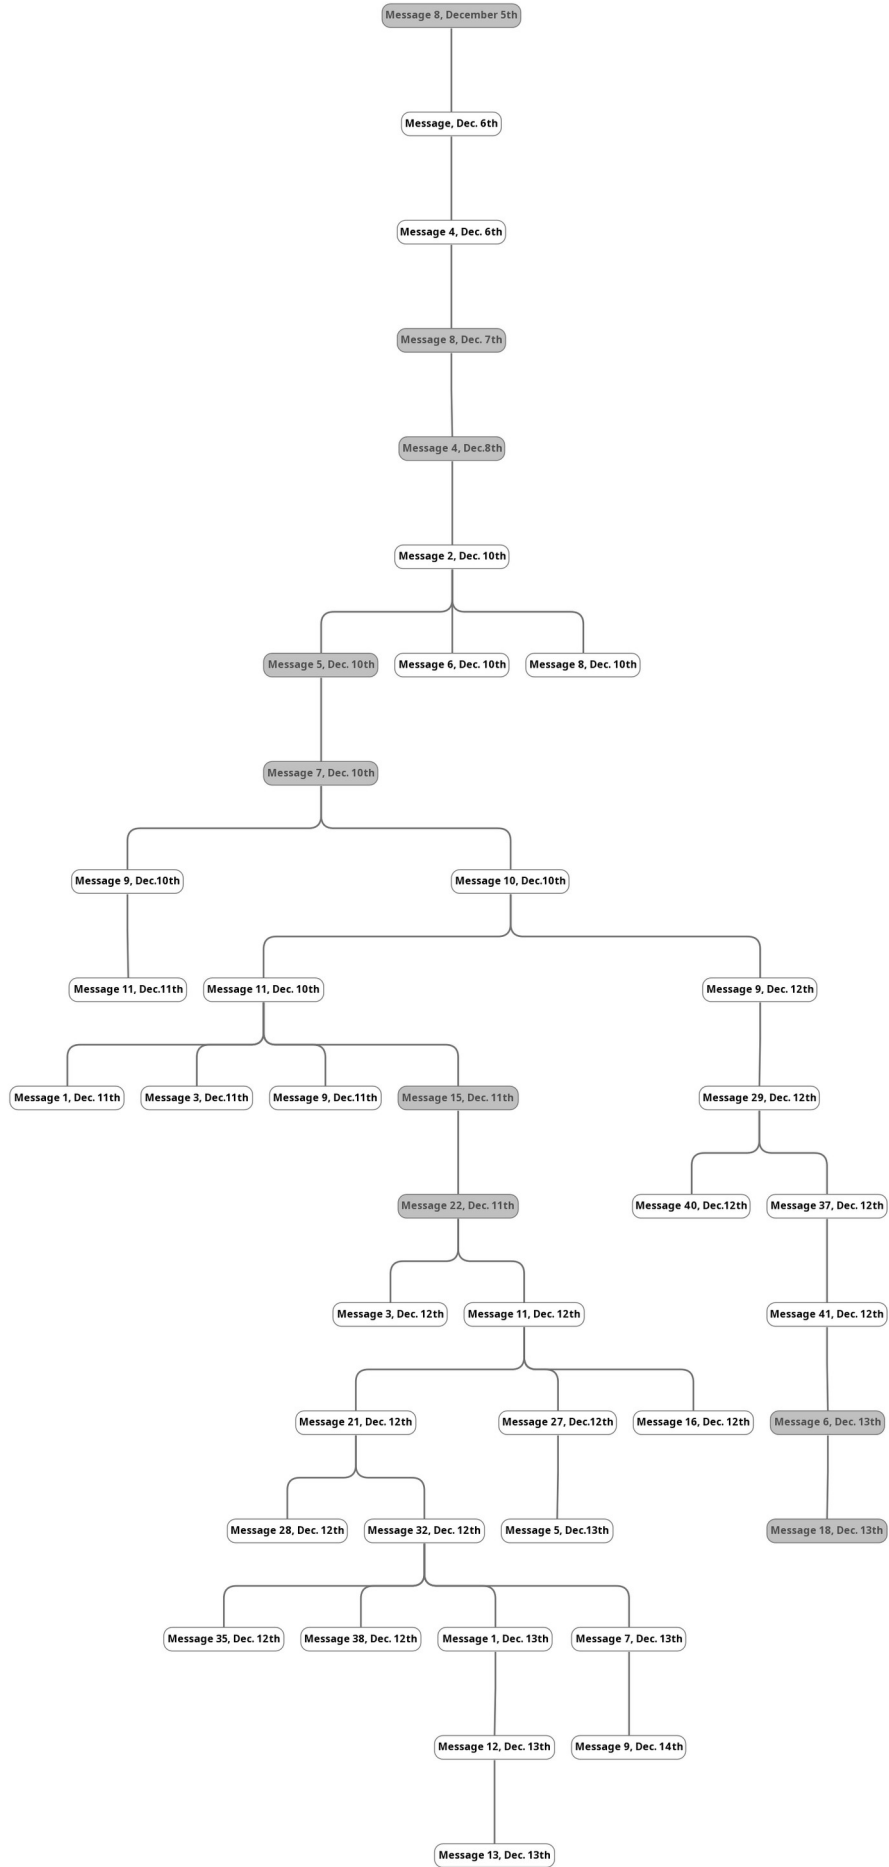 Message 8, December 5th
Message, Dec. 6th
Message 4, Dec. 6th
Message 8, Dec. 7th
Message 4, Dec.8th
Message 2, Dec. 10th
Message 5, Dec. 10th
Message 6, Dec. 10th
Message 8, Dec. 10th
Message 7, Dec. 10th
Message 9, Dec.10th
Message 10, Dec.10th
Message 11, Dec.11th
Message 11, Dec. 10th
Message 9, Dec. 12th
Message 1, Dec. 11th
Message 3, Dec.11th
Message 9, Dec.11th
Message 15, Dec. 11th
Message 29, Dec. 12th
Message 22, Dec. 11th
Message 40, Dec.12th
Message 37, Dec. 12th
Message 3, Dec. 12th
Message 11, Dec. 12th
Message 41, Dec. 12th
Message 21, Dec. 12th
Message 27, Dec.12th
Message 16, Dec. 12th
Message 6, Dec. 13th
Message 28, Dec. 12th
Message 32, Dec. 12th
Message 5, Dec.13th
Message 18, Dec. 13th
Message 35, Dec. 12th
Message 38, Dec. 12th
Message 1, Dec. 13th
Message 7, Dec. 13th
Message 12, Dec. 13th
Message 9, Dec. 14th
Message 13, Dec. 13th